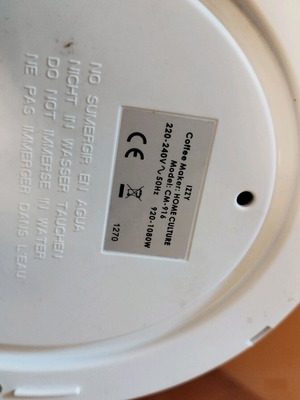 IZZY
Coffee Maker: HOME CULTURE
Model: CM-916
220-240V ∿ 50Hz 920-1080W
CE
1270
NO SUMERGIR EN AGUA
NICHT IN WASSER TAUCHEN
DO NOT IMMERSE IN WATER
NE PAS IMMERGER DAUS L'EAU